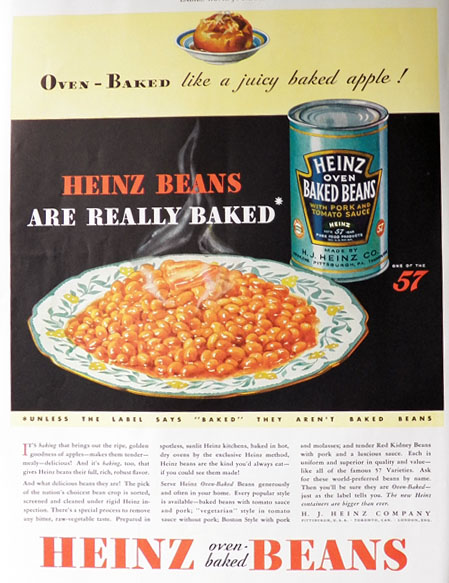 OVEN-BAKED like a juicy baked apple!
HEINZ BEANS
ARE REALLY BAKED*
HEINZ
OVEN
BAKED BEANS
WITH PORK AND
TOMATO SAUCE
HEINZ
57
MADE BY
H.J. HEINZ CO.
PITTSBURGH, PA.
ONE OF THE
57
*UNLESS THE LABEL SAYS "BAKED" THEY AREN'T BAKED BEANS
IT'S baking that brings out the ripe, golden
goodness of apples—makes them tender—
mealy—delicious! And it's baking, too, that
gives Heinz beans their full, rich, robust flavor.
And what delicious beans they are! The pick
of the nation's choicest bean crop is sorted,
screened and cleaned under rigid Heinz in-
spection. There's a special process to remove
any bitter, raw-vegetable taste. Prepared in
spotless, sunlit Heinz kitchens, baked in hot,
dry ovens by the exclusive Heinz Method,
Heinz beans are the kind you'd always eat—
if you could see them made!
Serve Heinz Oven-Baked Beans generously
and often in your home. Every popular style
is available—baked beans with tomato sauce
and pork; "vegetarian" style in tomato
sauce without pork; Boston Style with pork
and molasses; and tender Red Kidney Beans
with pork and a luscious sauce. Each is
uniform and superior in quality and value—
like all of the famous 57 Varieties. Ask
for these world-preferred beans by name.
Then you'll be sure they are Oven-Baked—
just as the label tells you. The new Heinz
containers are bigger than ever.
H. J. HEINZ COMPANY
PITTSBURGH, U.S.A. · TORONTO, CAN. · LONDON, ENG.
HEINZ oven-baked BEANS